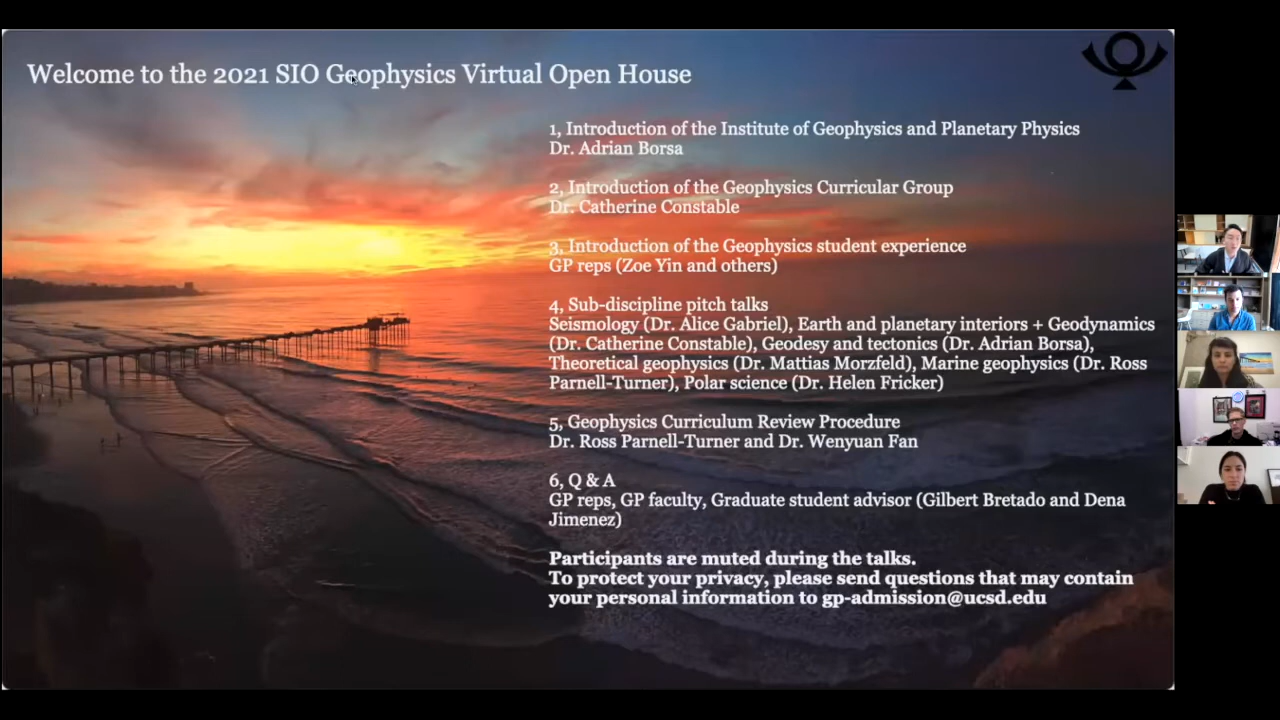 Welcome to the 2021 SIO Geophysics Virtual Open House
1, Introduction of the Institute of Geophysics and Planetary Physics
Dr. Adrian Borsa
2, Introduction of the Geophysics Curricular Group
Dr. Catherine Constable
3, Introduction of the Geophysics student experience
GP reps (Zoe Yin and others)
4, Sub-discipline pitch talks
Seismology (Dr. Alice Gabriel), Earth and planetary interiors + Geodynamics
(Dr. Catherine Constable), Geodesy and tectonics (Dr. Adrian Borsa),
Theoretical geophysics (Dr. Mattias Morzfeld), Marine geophysics (Dr. Ross
Parnell-Turner), Polar science (Dr. Helen Fricker)
5, Geophysics Curriculum Review Procedure
Dr. Ross Parnell-Turner and Dr. Wenyuan Fan
6, Q & A
GP reps, GP faculty, Graduate student advisor (Gilbert Bretado and Dena
Jimenez)
Participants are muted during the talks.
To protect your privacy, please send questions that may contain
your personal information to gp-admission@ucsd.edu